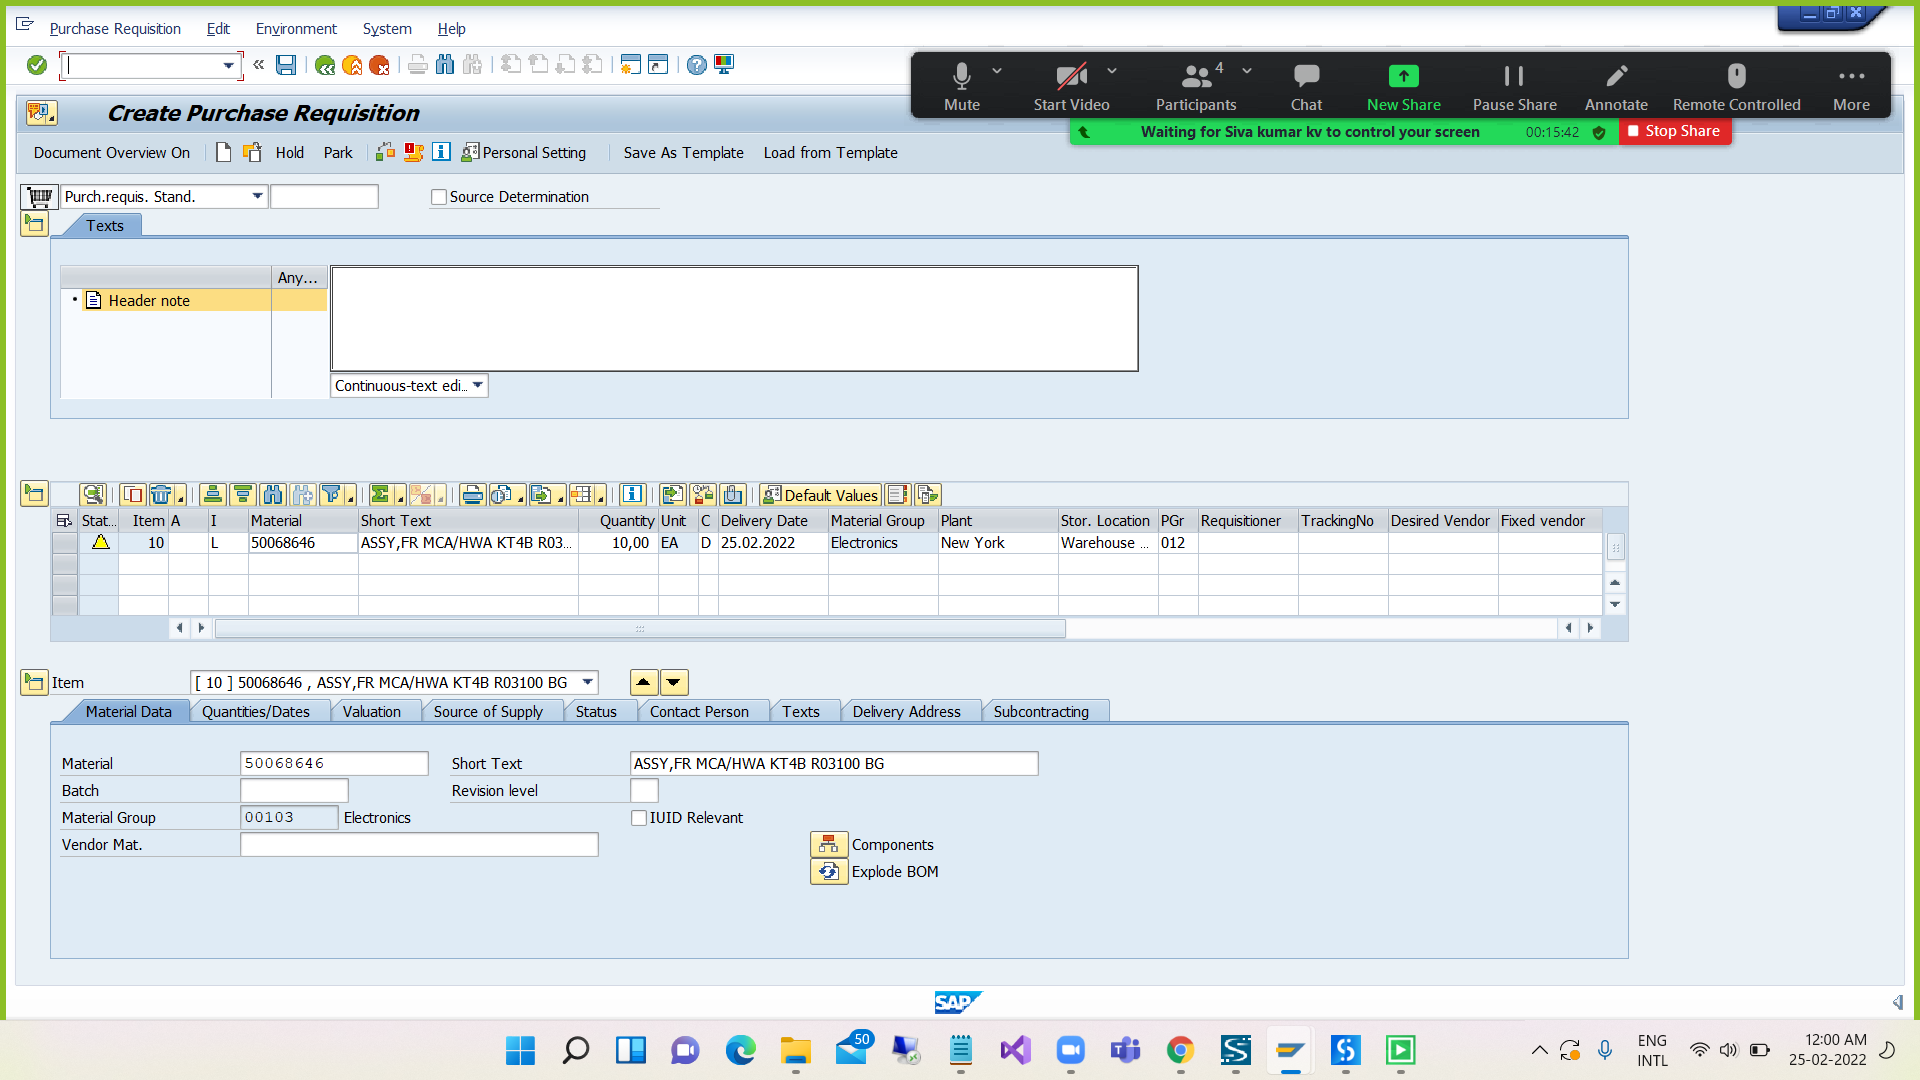 Purchase Requisition Edit Environment System Help
Mute Start Video 4 Participants Chat New Share Pause Share Annotate Remote Controlled More
Create Purchase Requisition
Waiting for Siva kumar kv to control your screen 00:15:42 Stop Share
Document Overview On Hold Park Personal Setting Save As Template Load from Template
Purch.requis. Stand. Source Determination
Texts
Any...
Header note
Continuous-text edi..
Default Values
Stat... Item A I Material Short Text Quantity Unit C Delivery Date Material Group Plant Stor. Location PGr Requisitioner TrackingNo Desired Vendor Fixed vendor
10 L 50068646 ASSY,FR MCA/HWA KT4B R03... 10,00 EA D 25.02.2022 Electronics New York Warehouse ... 012
Item [ 10 ] 50068646 , ASSY,FR MCA/HWA KT4B R03100 BG
Material Data Quantities/Dates Valuation Source of Supply Status Contact Person Texts Delivery Address Subcontracting
Material 50068646 Short Text ASSY,FR MCA/HWA KT4B R03100 BG
Batch Revision level
Material Group 00103 Electronics IUID Relevant
Vendor Mat. Components
Explode BOM
SAP
50
ENG
INTL
12:00 AM
25-02-2022